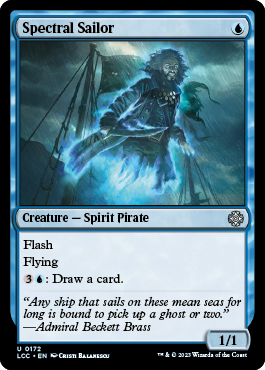 Spectral Sailor
Creature — Spirit Pirate
Flash
Flying
3: Draw a card.
“Any ship that sails on these mean seas for
long is bound to pick up a ghost or two.”
—Admiral Beckett Brass
1/1
U 0172
LCC • EN Cristi Balanescu
™ & © 2023 Wizards of the Coast